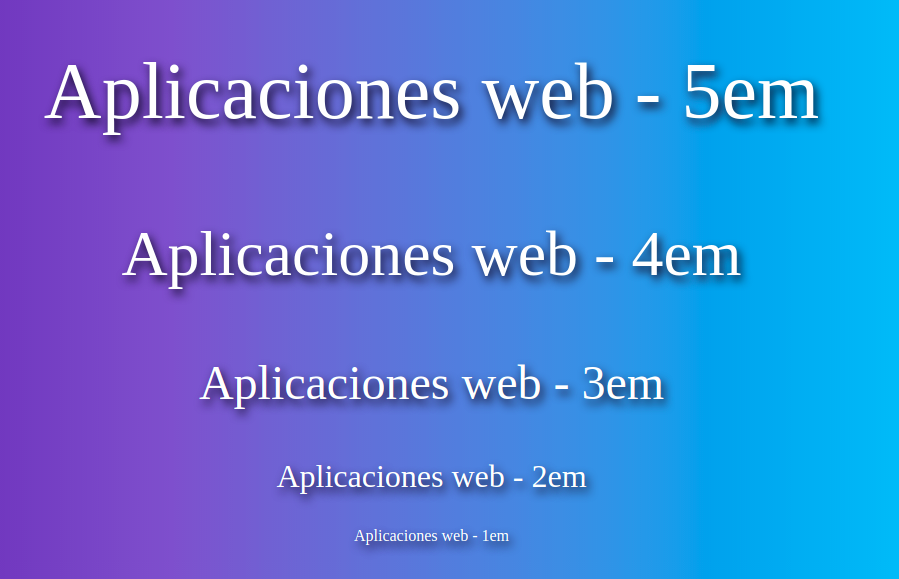 Aplicaciones web - 5em
Aplicaciones web - 4em
Aplicaciones web - 3em
Aplicaciones web - 2em
Aplicaciones web - 1em